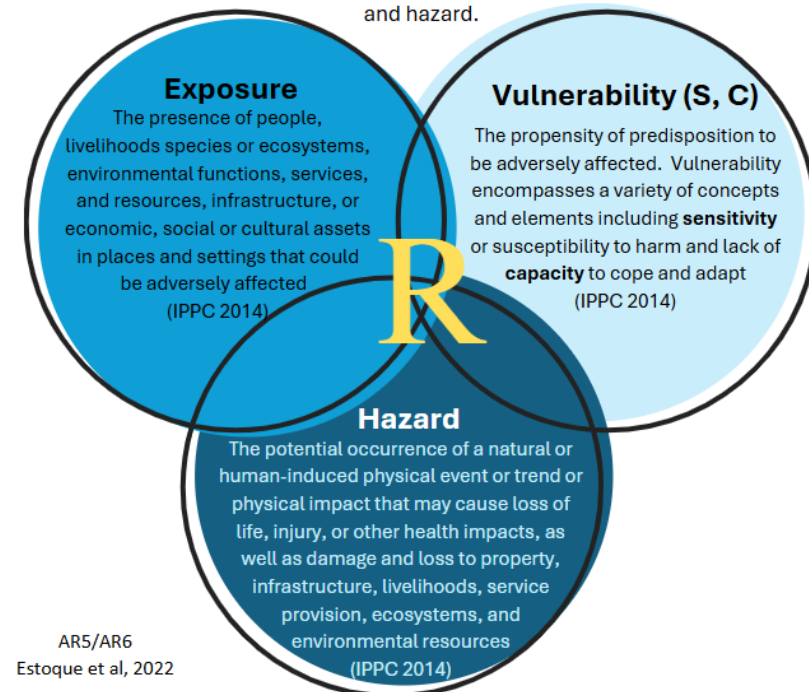 and hazard.
Exposure
The presence of people,
livelihoods species or ecosystems,
environmental functions, services,
and resources, infrastructure, or
economic, social or cultural assets
in places and settings that could
be adversely affected
(IPPC 2014)
Vulnerability (S, C)
The propensity of predisposition to
be adversely affected. Vulnerability
encompasses a variety of concepts
and elements including sensitivity
or susceptibility to harm and lack of
capacity to cope and adapt
(IPPC 2014)
R
Hazard
The potential occurrence of a natural or
human-induced physical event or trend or
physical impact that may cause loss of
life, injury, or other health impacts, as
well as damage and loss to property,
infrastructure, livelihoods, service
provision, ecosystems, and
environmental resources
(IPPC 2014)
AR5/AR6
Estoque et al, 2022